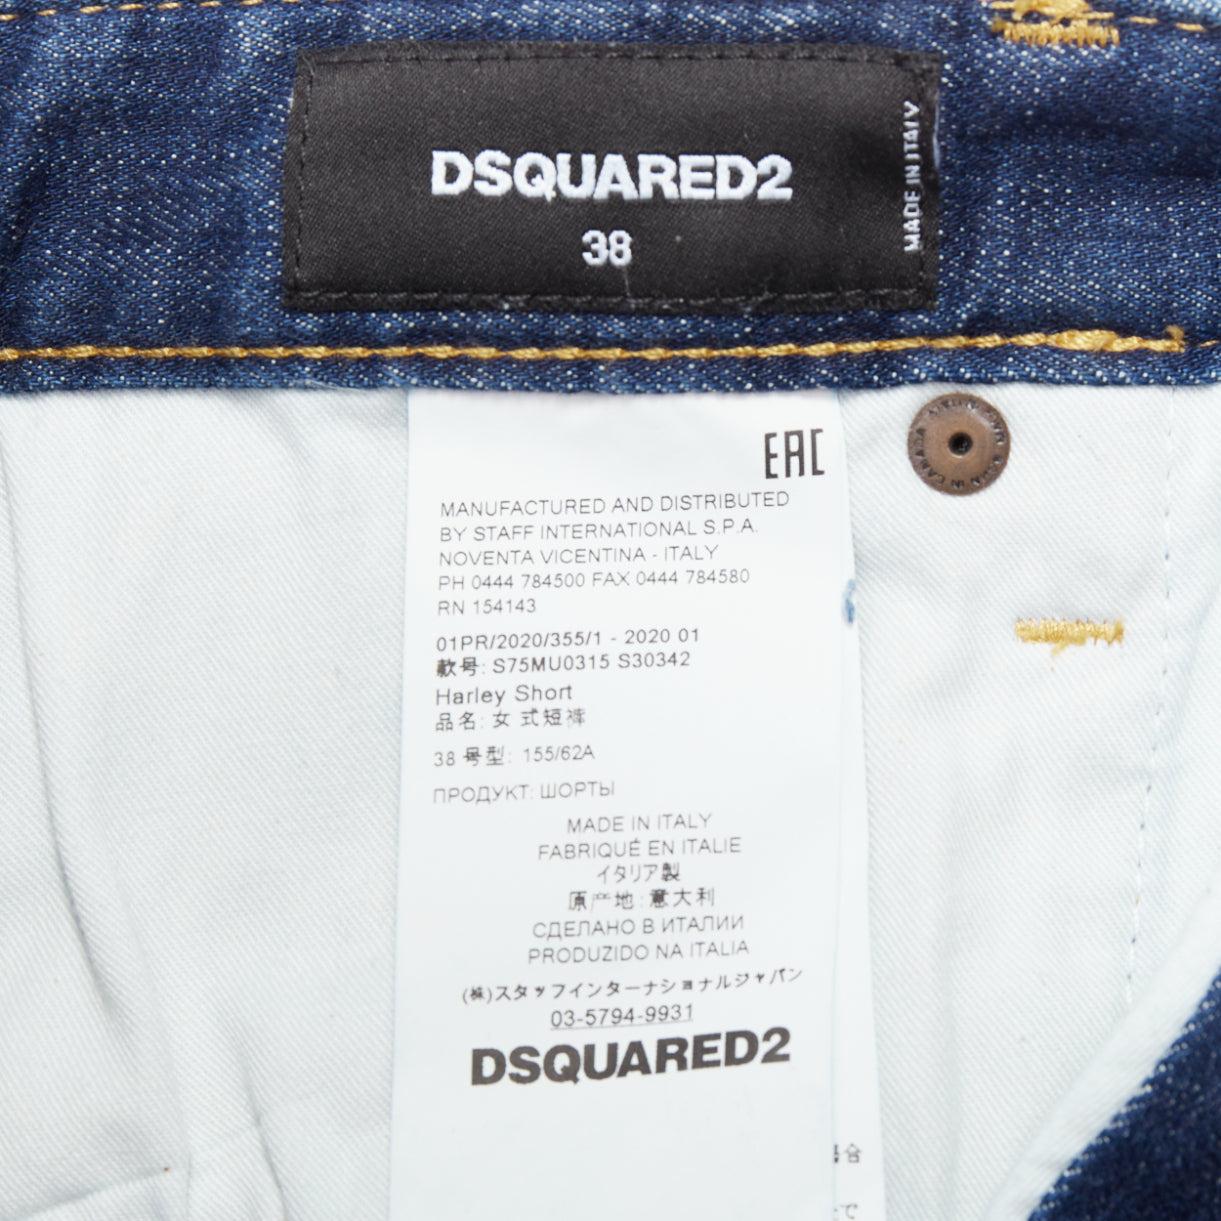 DSQUARED2
38
MADE IN ITALY
EAC
MANUFACTURED AND DISTRIBUTED
BY STAFF INTERNATIONAL S.P.A.
NOVENTA VICENTINA - ITALY
PH 0444 784500 FAX 0444 784580
RN 154143
01PR/2020/355/1 - 2020 01
款号: S75MU0315 S30342
Harley Short
品名: 女式短裤
38 号型: 155/62A
ПРОДУКТ: ШОРТЫ
MADE IN ITALY
FABRIQUÉ EN ITALIE
イタリア製
原产地: 意大利
СДЕЛАНО В ИТАЛИИ
PRODUZIDO NA ITALIA
(株)スタッフインターナショナルジャパン
03-5794-9931
DSQUARED2
合
で